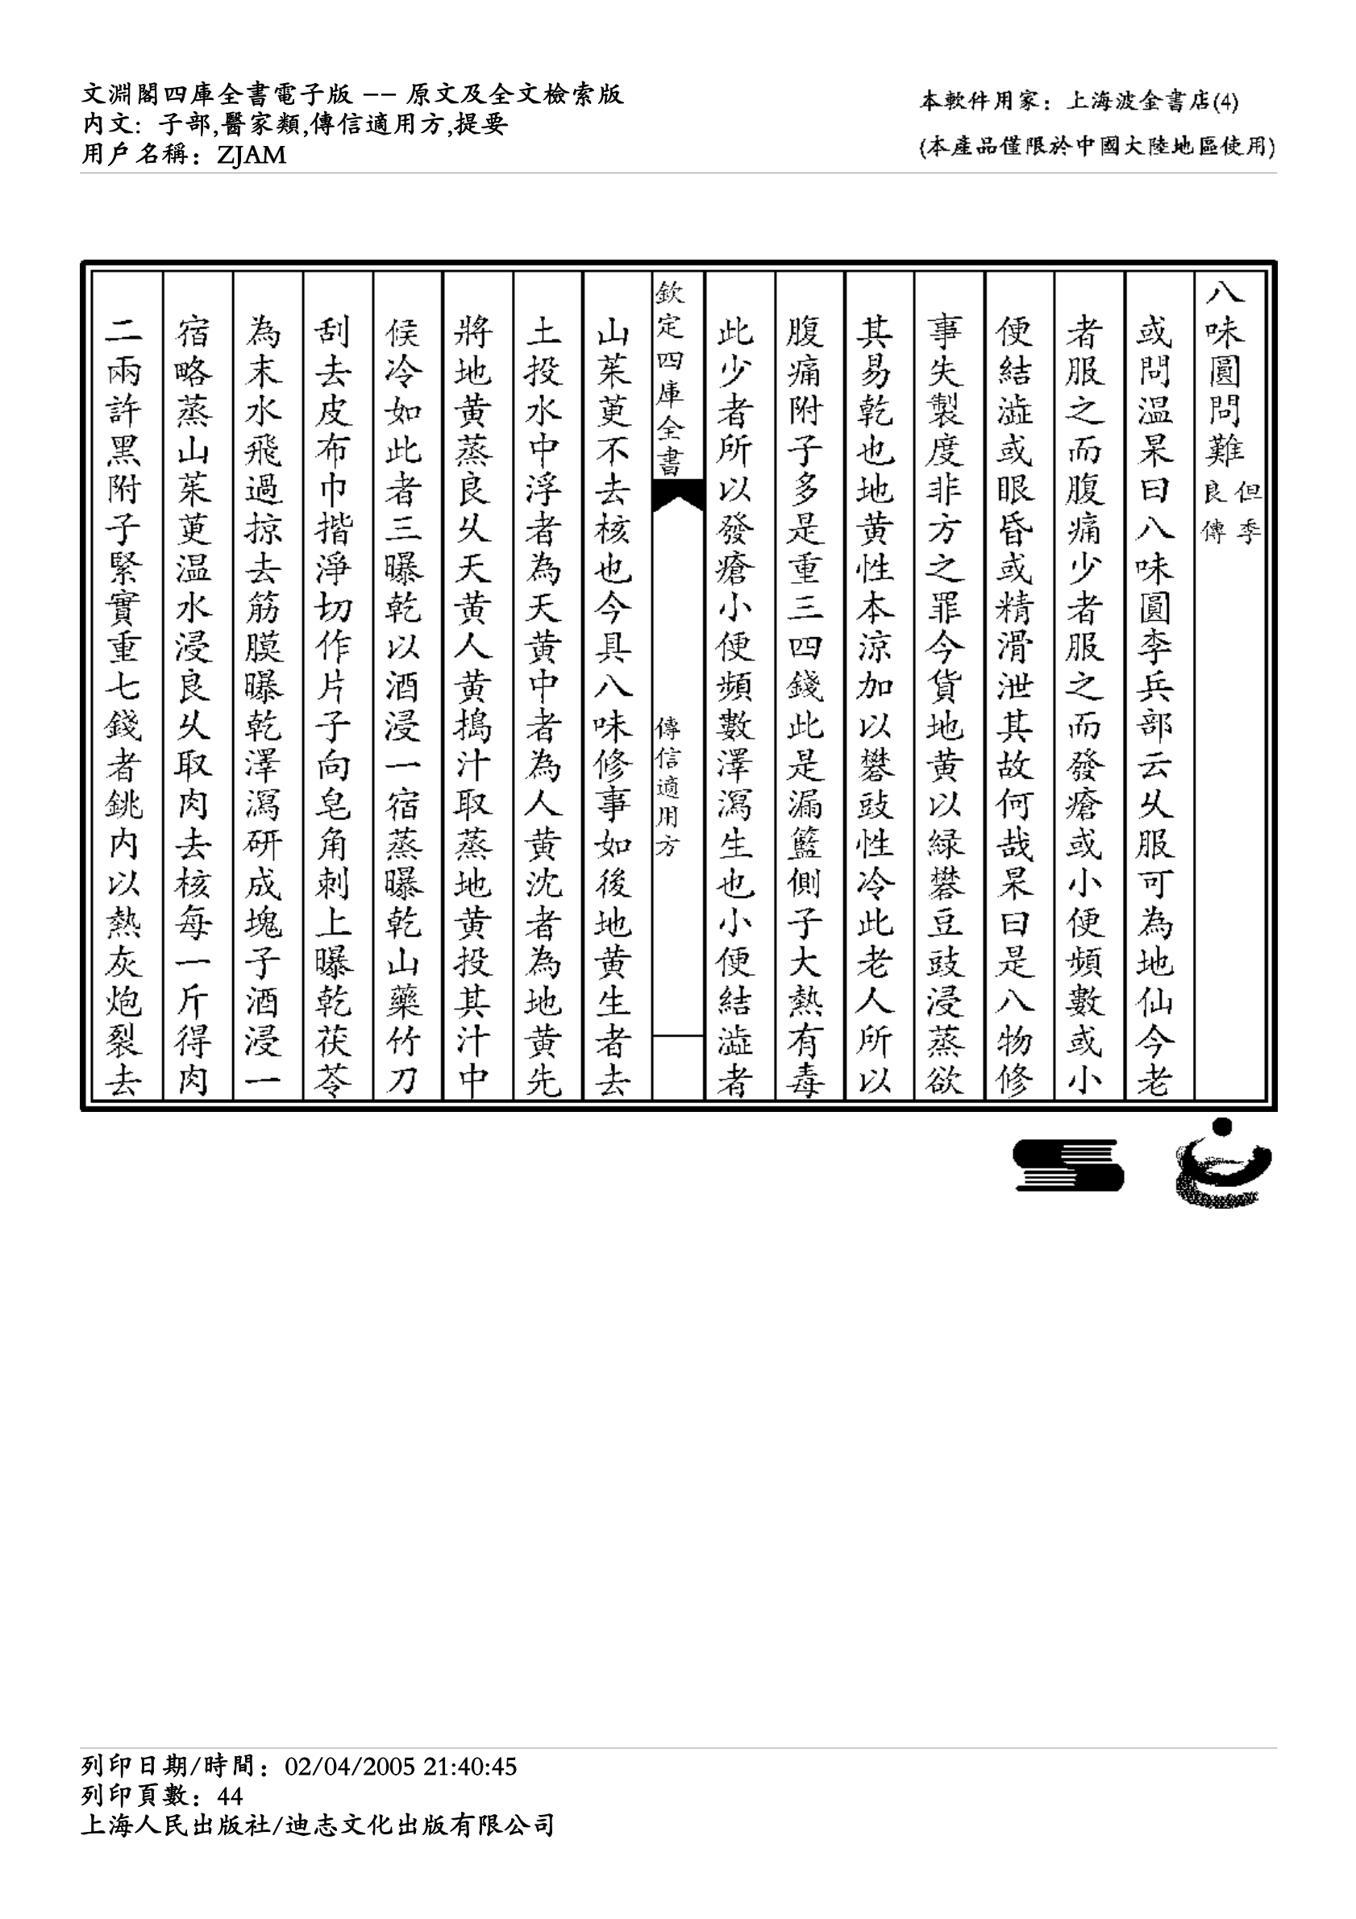 文淵閣四庫全書電子版 -- 原文及全文檢索版
内文: 子部,醫家類,傳信適用方,提要
用戶名稱: ZJAM
本軟件用家: 上海波金書店(4)
(本產品僅限於中國大陸地區使用)
八味圓問難但季良傳
或問温杲曰八味圓李兵部云乆服可為地仙今老
者服之而腹痛少者服之而發瘡或小便頻數或小
便結澁或眼昏或精滑泄其故何哉杲曰是八物修
事失製度非方之罪今貨地黄以緑礬豆豉浸蒸欲
其易乾也地黄性本涼加以礬豉性冷此老人所以
腹痛附子多是重三四錢此是漏籃側子大熱有毒
此少者所以發瘡小便頻數澤瀉生也小便結澁者
欽定四庫全書
傳信適用方
山茱萸不去核也今具八味修事如後地黄生者去
土投水中浮者為天黄中者為人黄沈者為地黄先
將地黄蒸良乆天黄人黄搗汁取蒸地黄投其汁中
候冷如此者三曝乾以酒浸一宿蒸曝乾山藥竹刀
刮去皮布巾揩淨切作片子向皂角刺上曝乾茯苓
為末水飛過掠去筋膜曝乾澤瀉研成塊子酒浸一
宿略蒸山茱萸温水浸良乆取肉去核每一斤得肉
二兩許黑附子緊實重七錢者銚内以熱灰炮裂去
列印日期/時間: 02/04/2005 21:40:45
列印頁數: 44
上海人民出版社/迪志文化出版有限公司